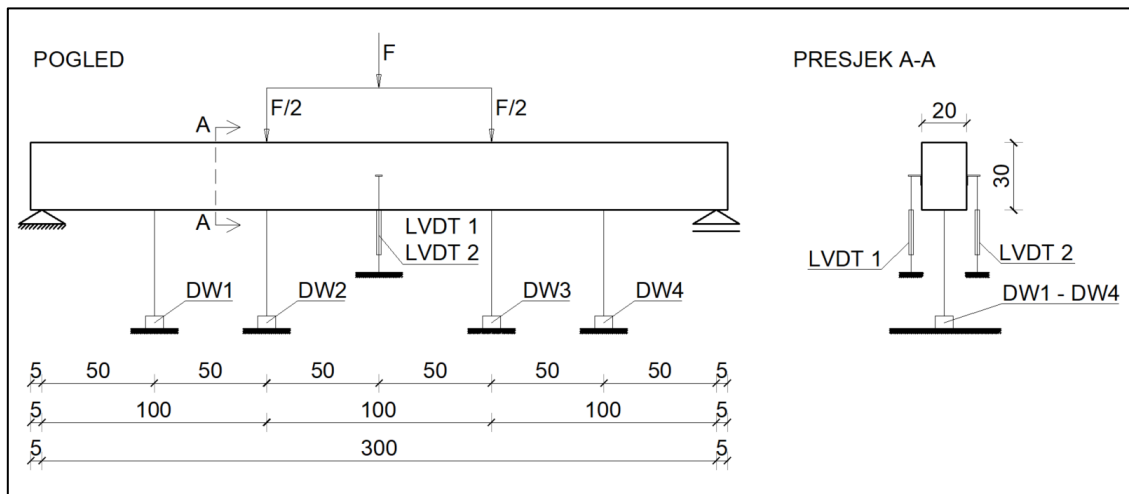 POGLED
F
PRESJEK A-A
F/2
F/2
20
A
30
A
LVDT 1
LVDT 2
LVDT 1
LVDT 2
DW1
DW2
DW3
DW4
DW1 - DW4
5 50 50 50 50 50 50 5
5 100 100 100 5
5 300 5